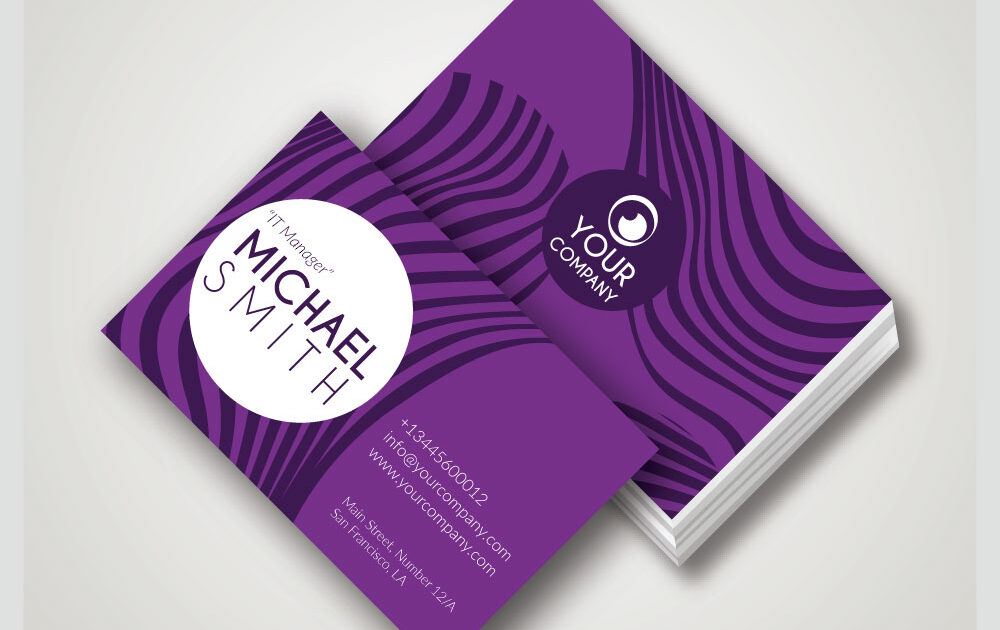 "IT Manager"
MICHAEL
SMITH
+13445600012
info@yourcompany.com
www.yourcompany.com
Main Street, Number 12/A
San Francisco, LA
YOUR
COMPANY